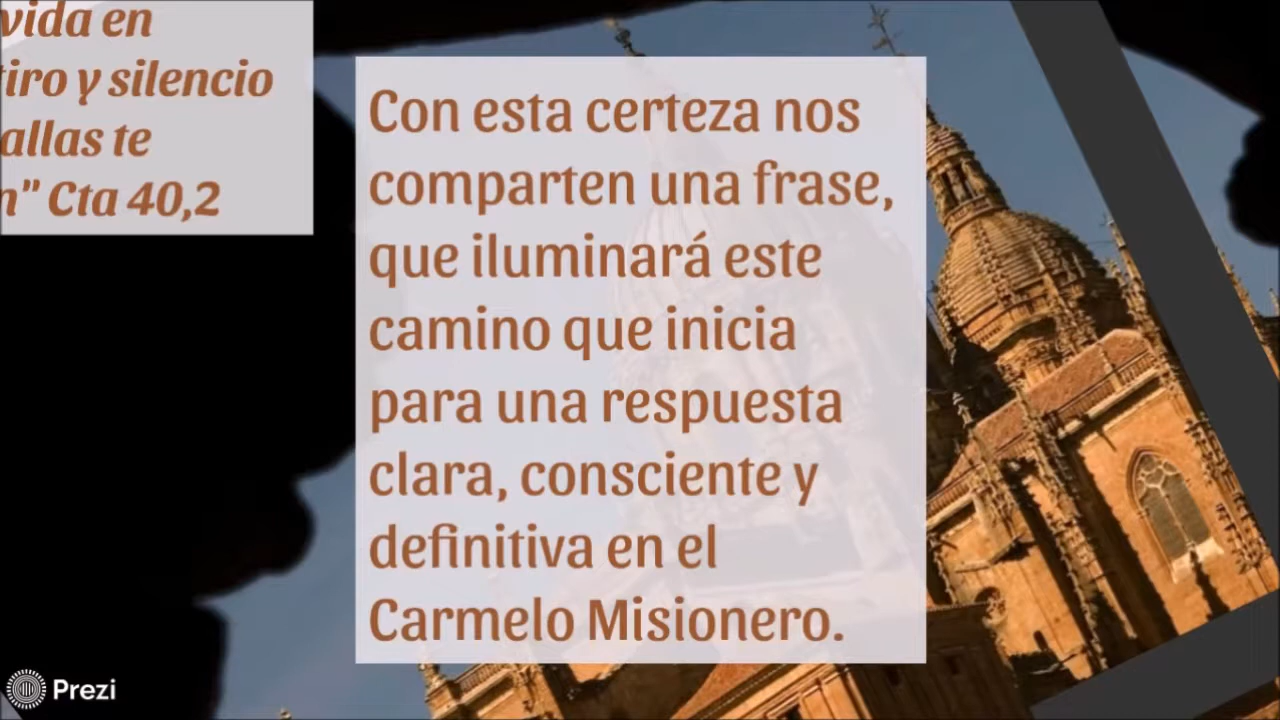 vida en
tiro y silencio
allas te
n" Cta 40,2
Con esta certeza nos
comparten una frase,
que iluminará este
camino que inicia
para una respuesta
clara, consciente y
definitiva en el
Carmelo Misionero.
Prezi